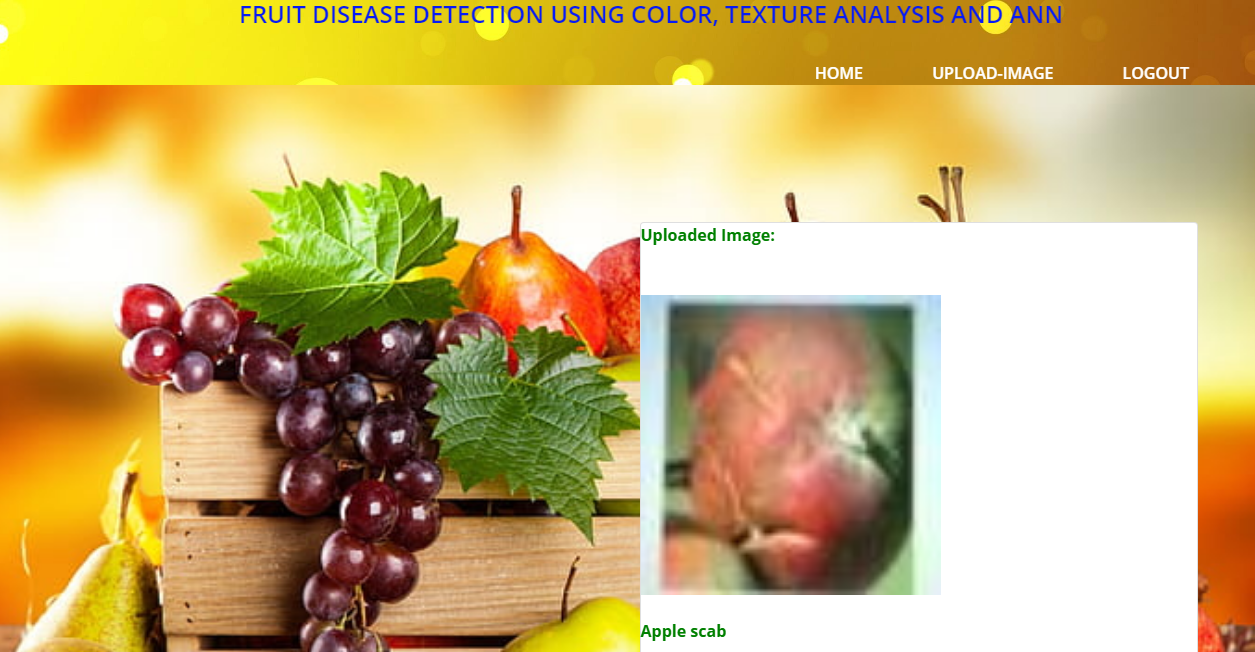 FRUIT DISEASE DETECTION USING COLOR, TEXTURE ANALYSIS AND ANN
HOME UPLOAD-IMAGE LOGOUT
Uploaded Image:
Apple scab